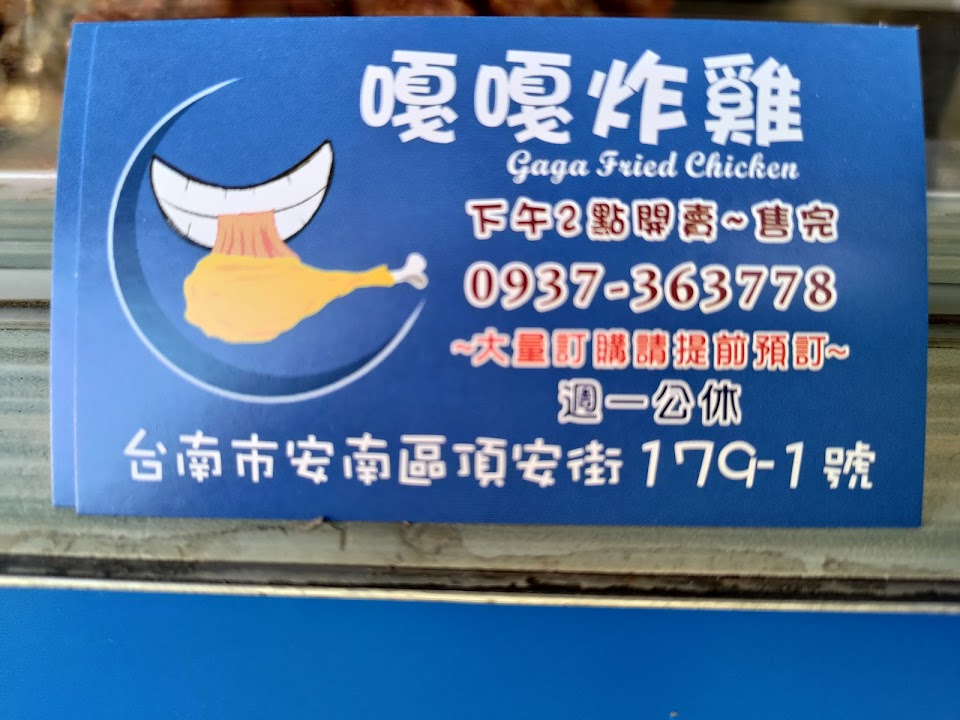 嘎嘎炸雞
Gaga Fried Chicken
下午2點開賣~售完
0937-363778
~大量訂購請提前預訂~
週一公休
台南市安南區頂安街179-1號